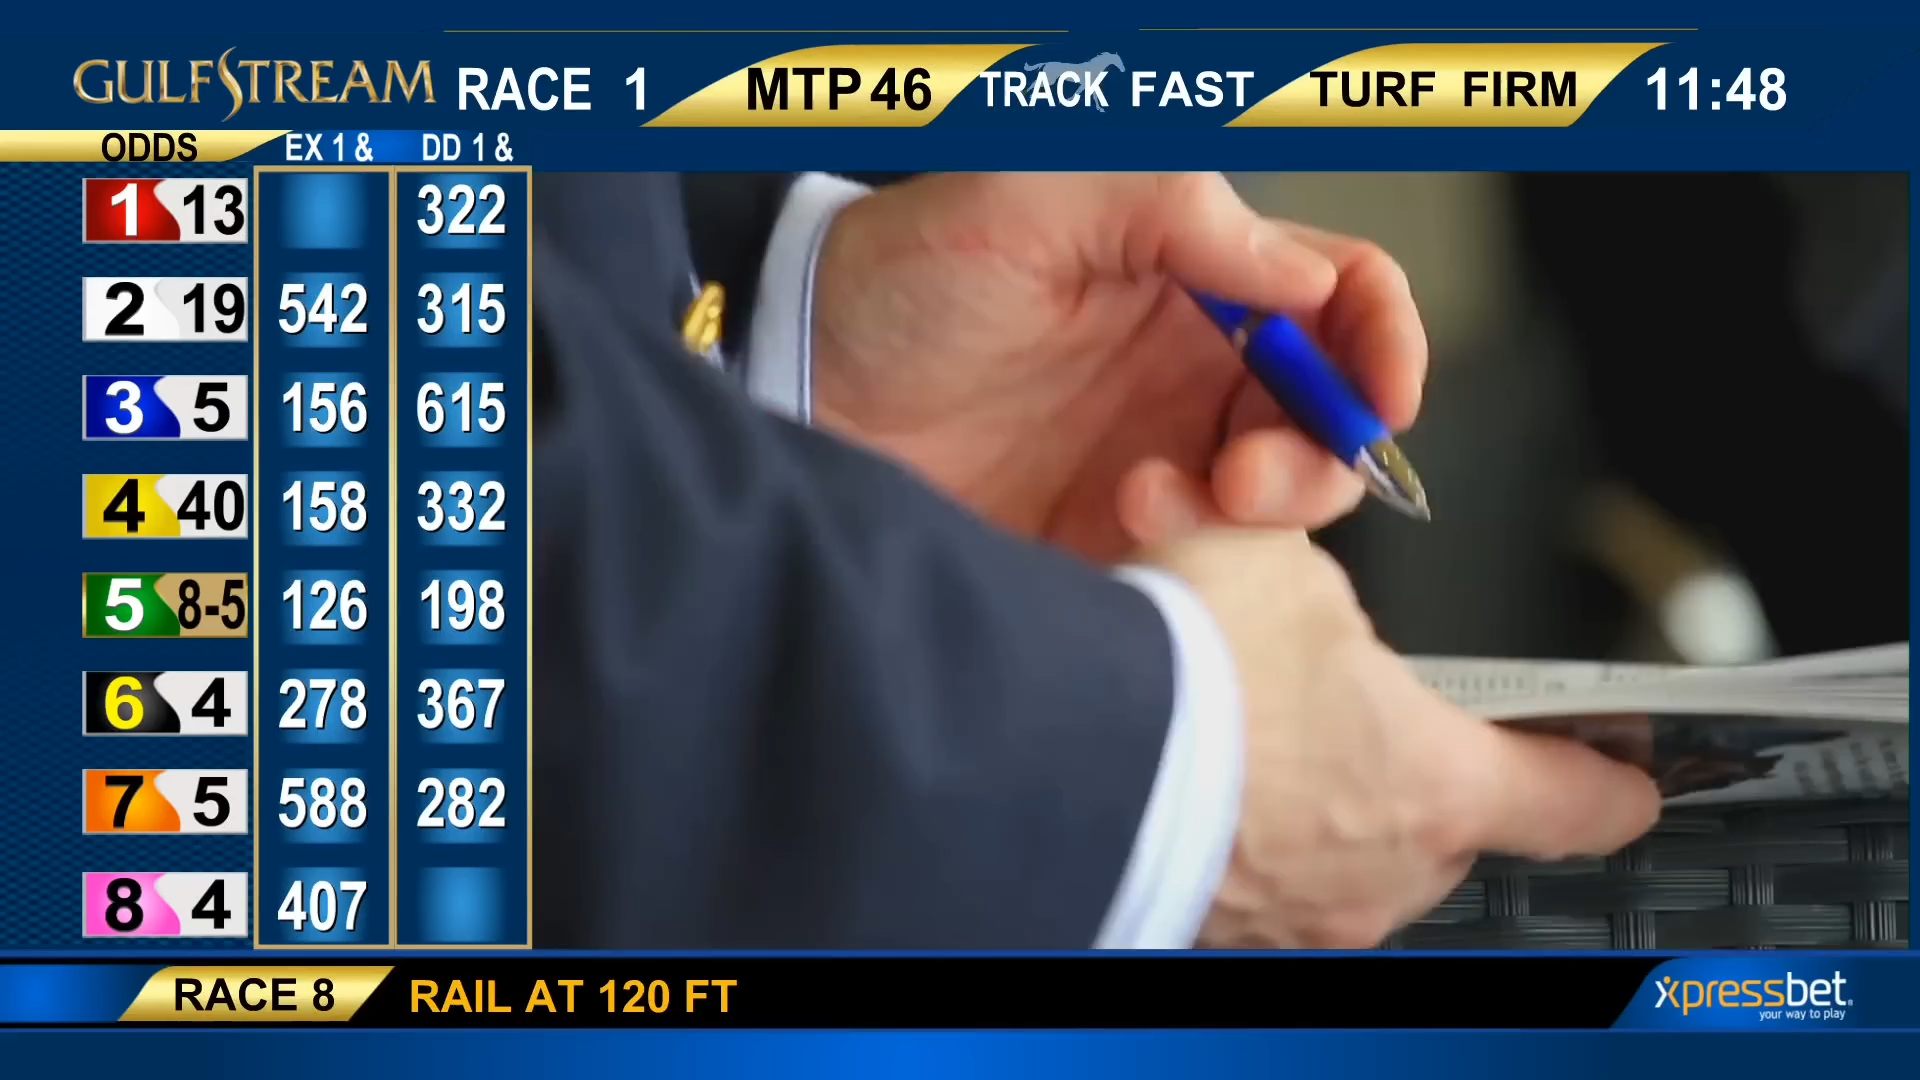 GULFSTREAM RACE 1 MTP 46 TRACK FAST TURF FIRM 11:48
ODDS EX 1 & DD 1 &
1 13 322
2 19 542 315
3 5 156 615
4 40 158 332
5 8-5 126 198
6 4 278 367
7 5 588 282
8 4 407
RACE 8 RAIL AT 120 FT xpressbet
your way to play